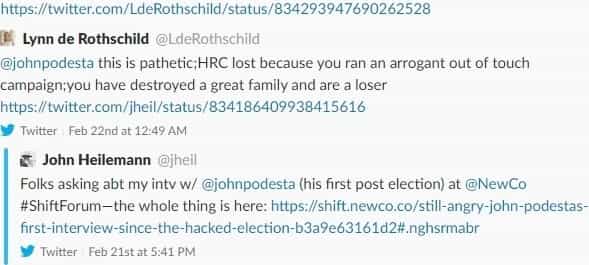 https://twitter.com/LdeRothschild/status/834293947690262528
Lynn de Rothschild @LdeRothschild
@johnpodesta this is pathetic;HRC lost because you ran an arrogant out of touch
campaign;you have destroyed a great family and are a loser
https://twitter.com/jheil/status/834186409938415616
Twitter | Feb 22nd at 12:49 AM
John Heilemann @jheil
Folks asking abt my intv w/ @johnpodesta (his first post election) at @NewCo
#ShiftForum—the whole thing is here: https://shift.newco.co/still-angry-john-podestas-
first-interview-since-the-hacked-election-b3a9e63161d2#.nghsrmabr
Twitter | Feb 21st at 5:41 PM